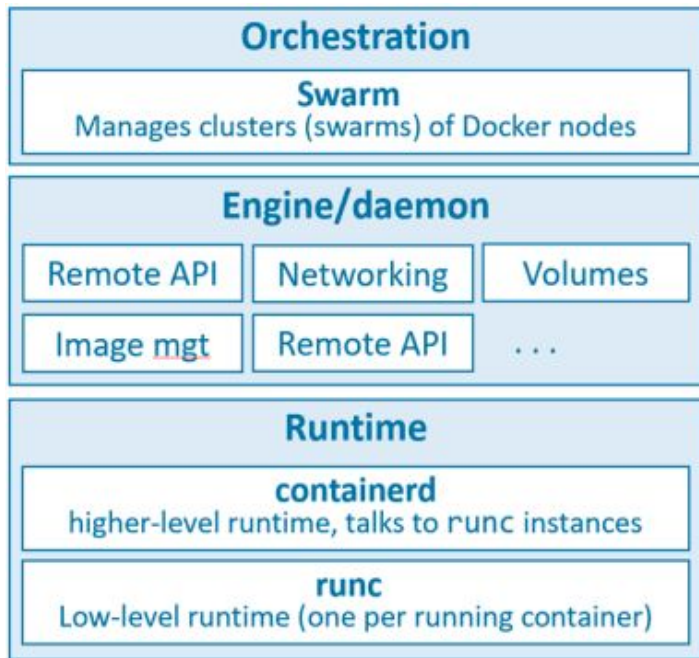 Orchestration
Swarm
Manages clusters (swarms) of Docker nodes
Engine/daemon
Remote API Networking Volumes
Image mgt Remote API ...
Runtime
containerd
higher-level runtime, talks to runc instances
runc
Low-level runtime (one per running container)